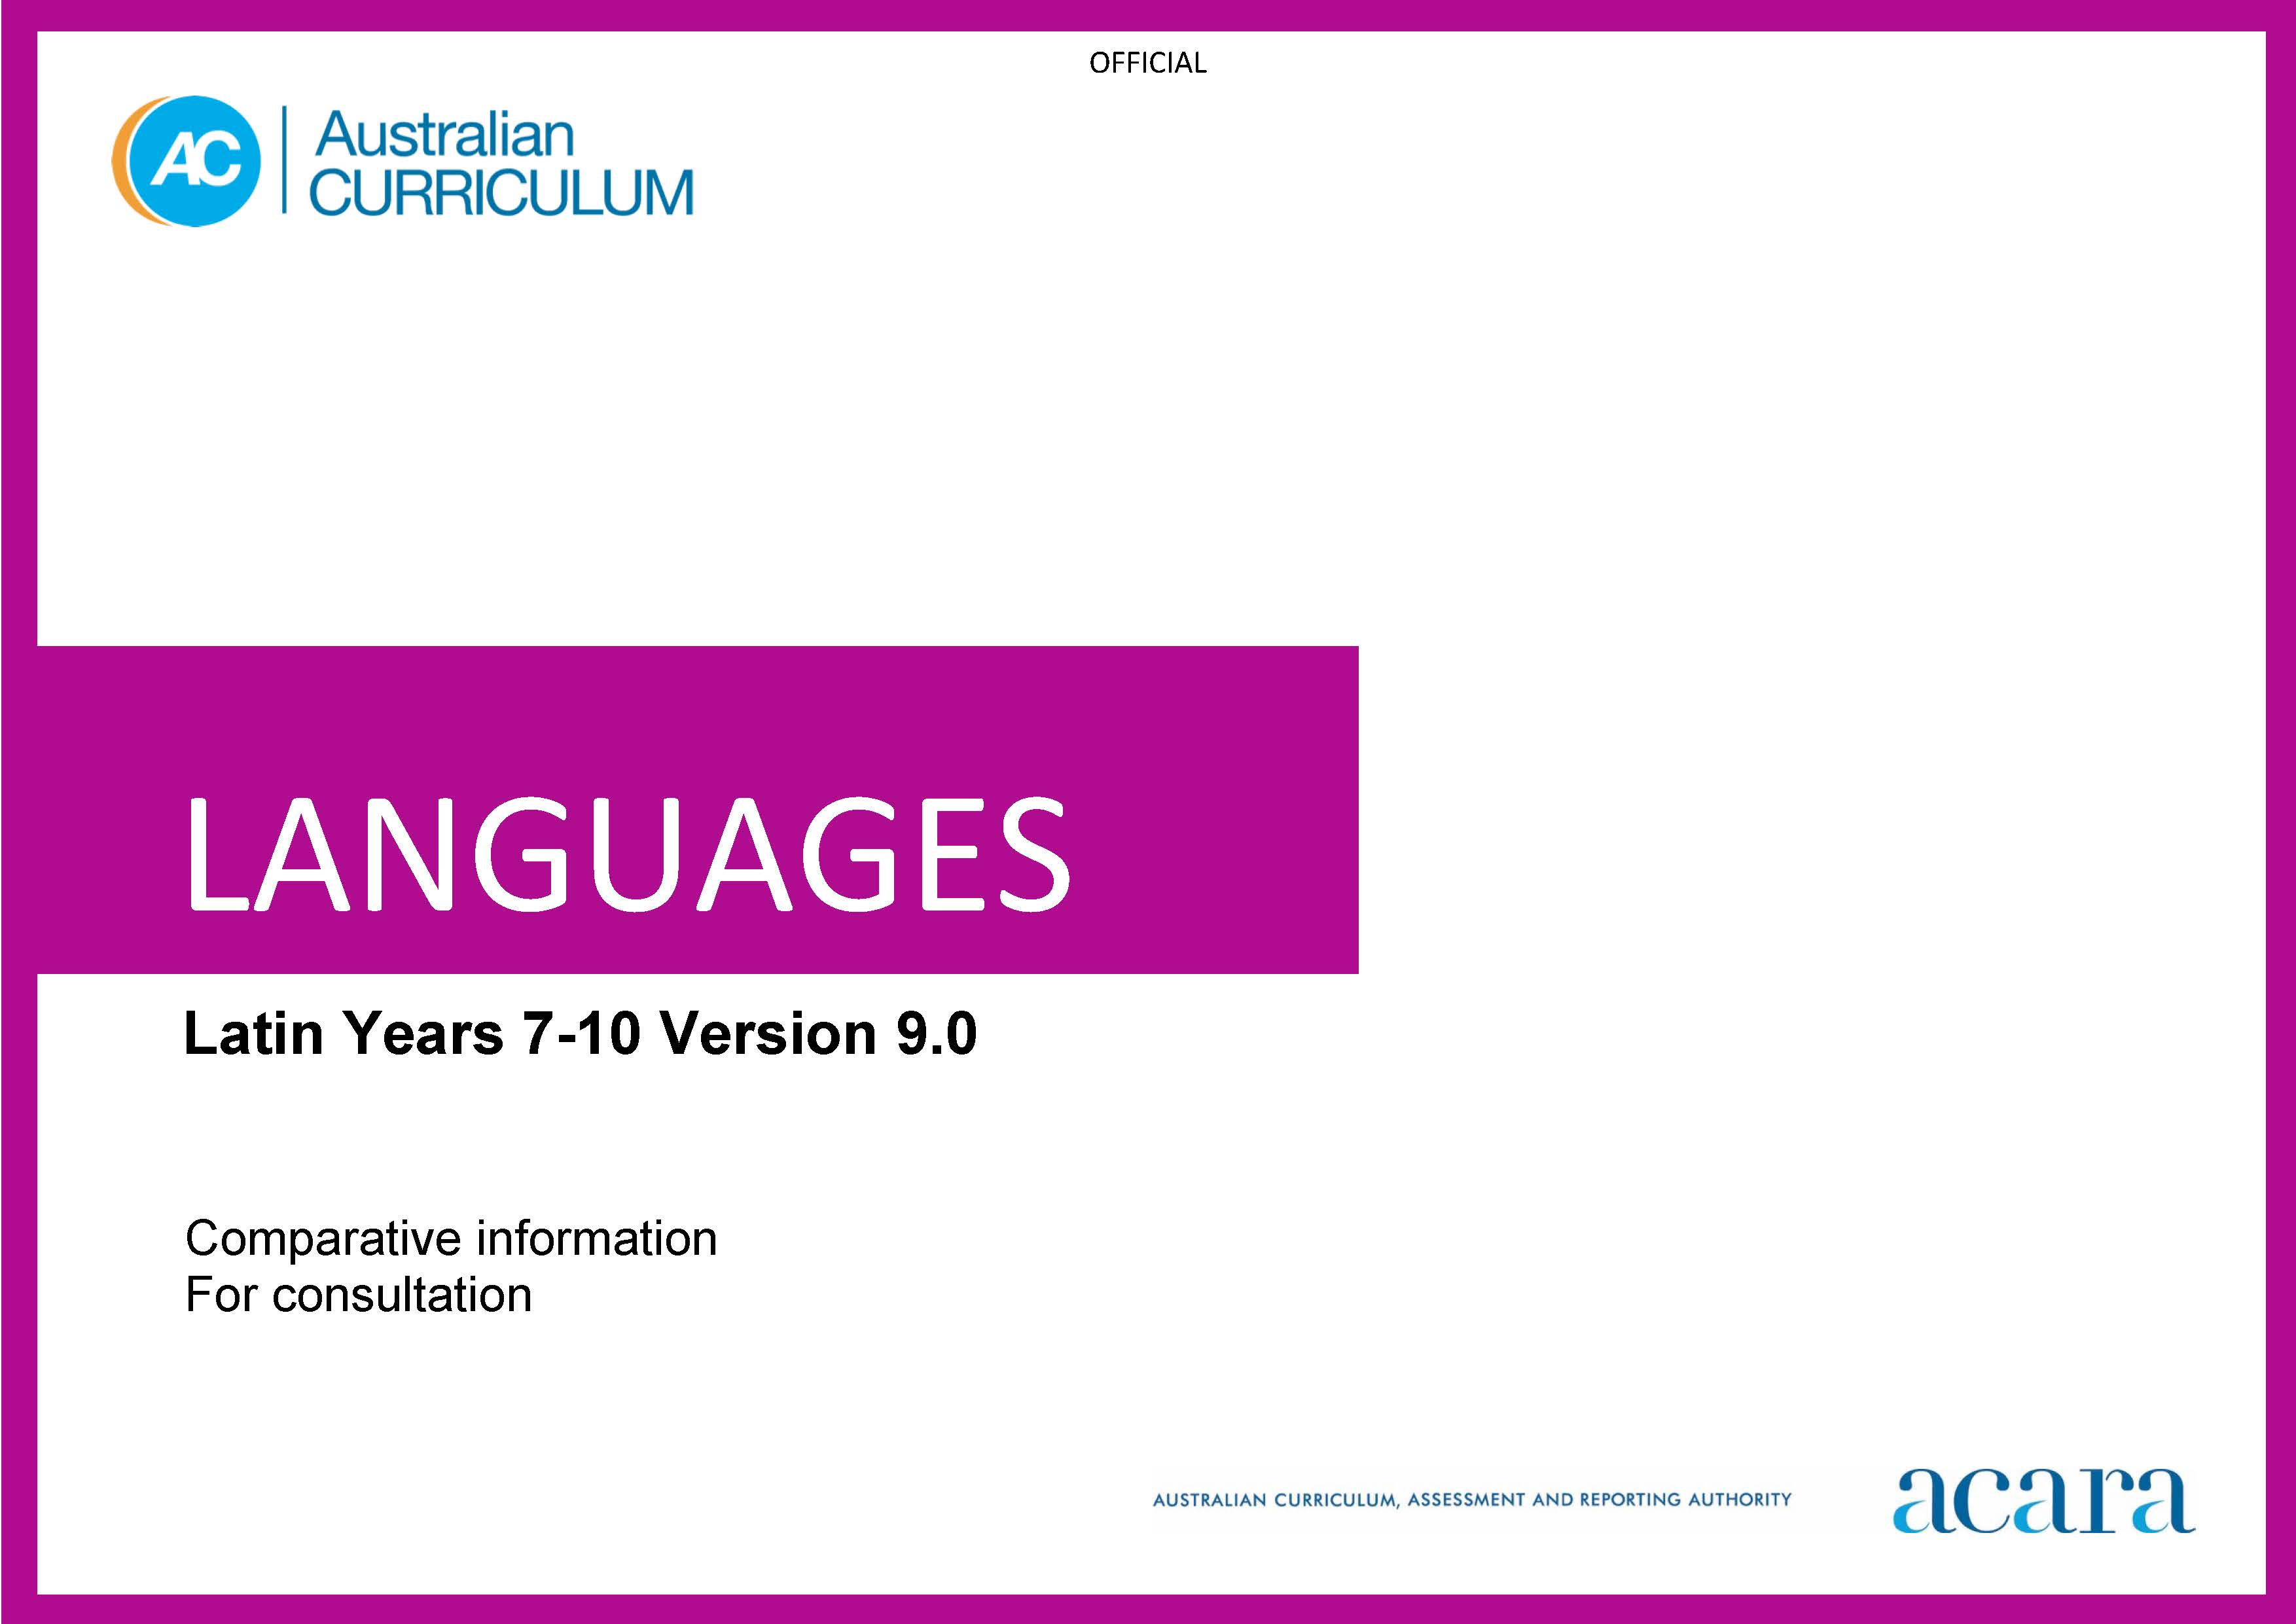 OFFICIAL
AC
Australian
CURRICULUM
LANGUAGES
Latin Years 7-10 Version 9.0
Comparative information
For consultation
AUSTRALIAN CURRICULUM, ASSESSMENT AND REPORTING AUTHORITY
acara